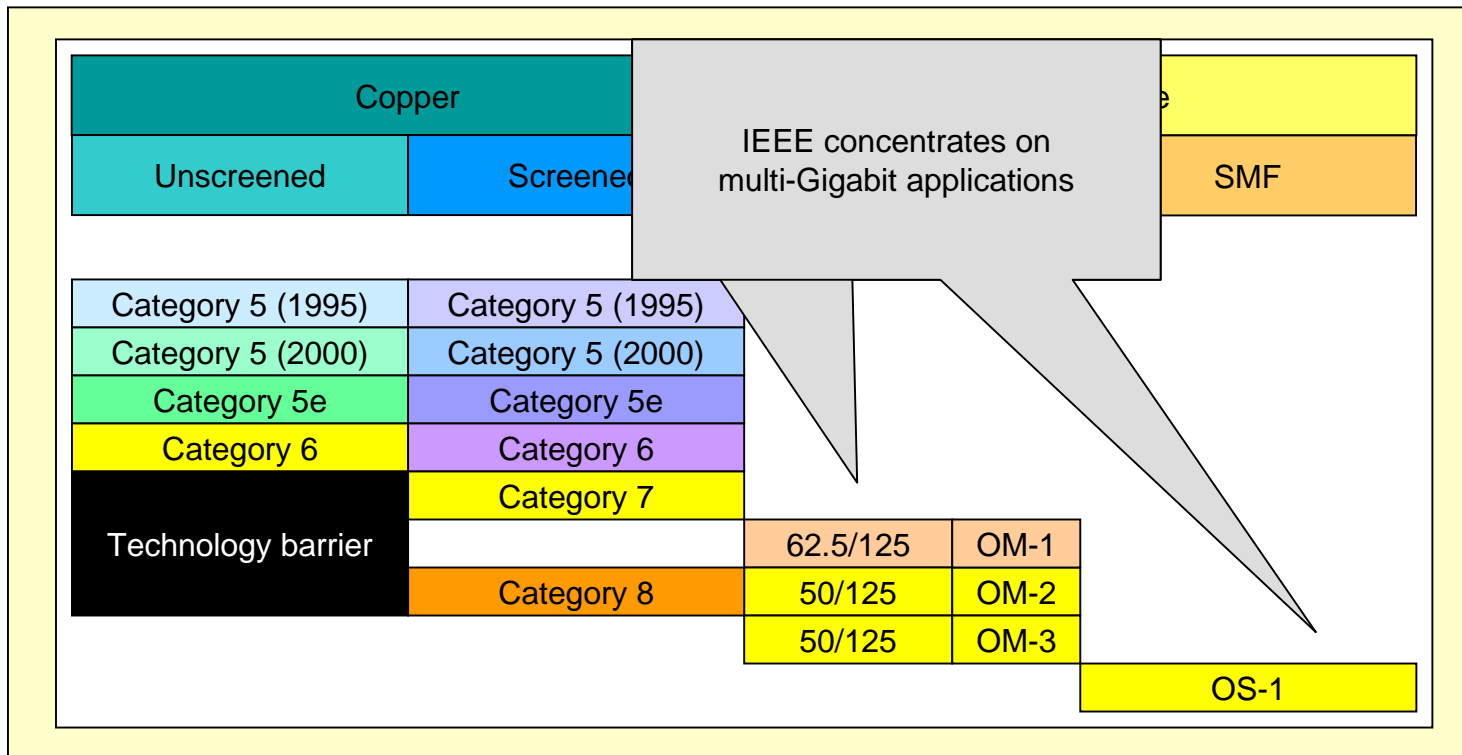 Copper
e
IEEE concentrates on
multi-Gigabit applications
Unscreened
Screened
SMF
Category 5 (1995)
Category 5 (1995)
Category 5 (2000)
Category 5 (2000)
Category 5e
Category 5e
Category 6
Category 6
Technology barrier
Category 7
62.5/125
OM-1
Category 8
50/125
OM-2
50/125
OM-3
OS-1